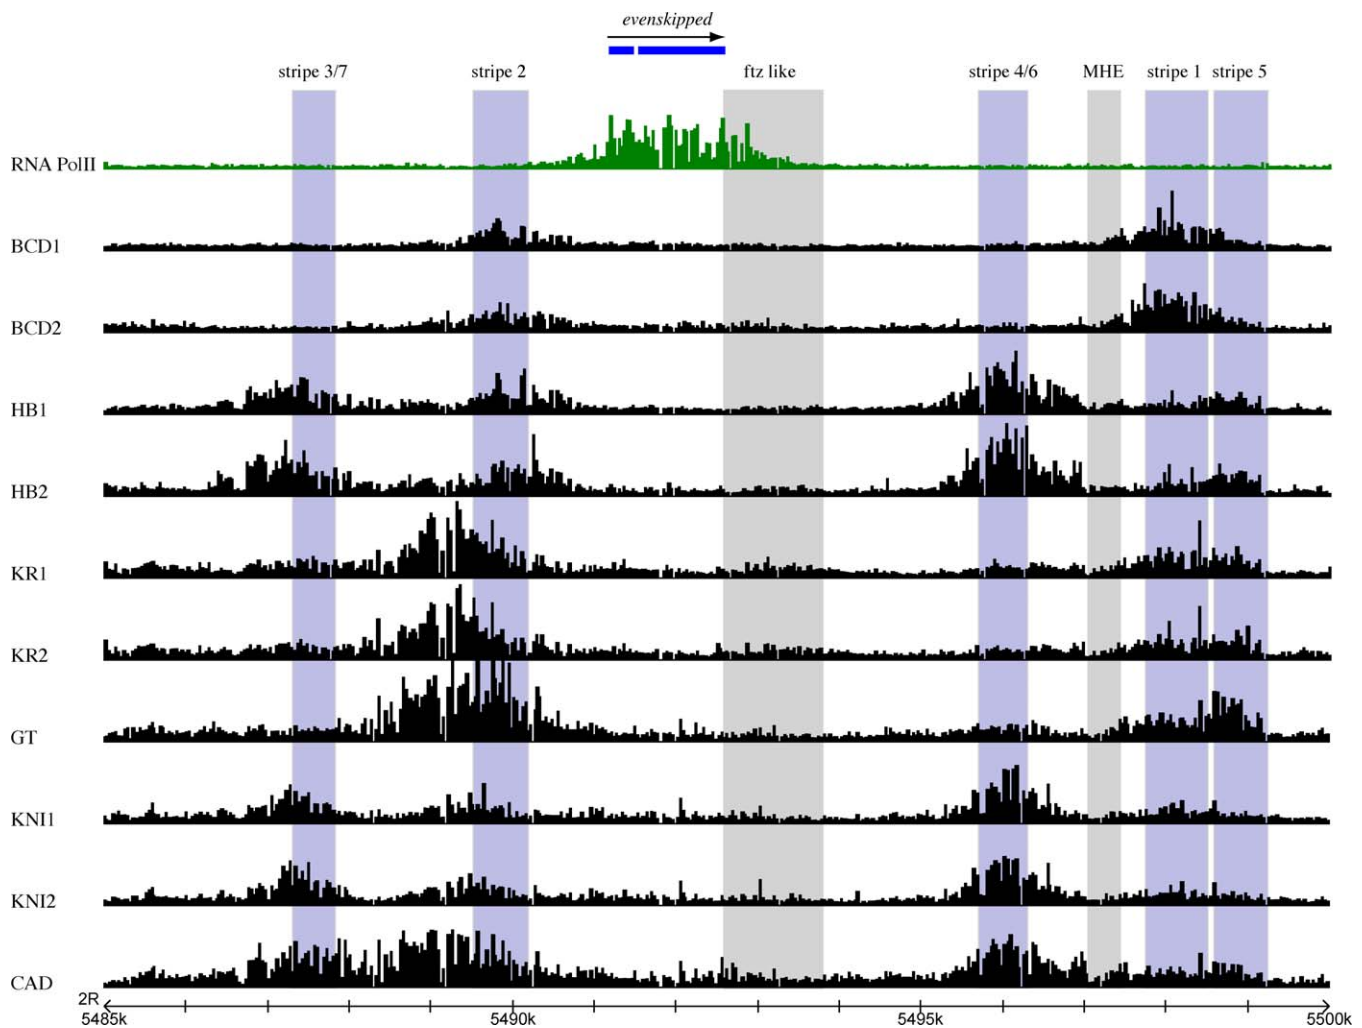 evenskipped
stripe 3/7 stripe 2 ftz like stripe 4/6 MHE stripe 1 stripe 5
RNA PolII
BCD1
BCD2
HB1
HB2
KR1
KR2
GT
KNI1
KNI2
CAD
2R
5485k 5490k 5495k 5500k